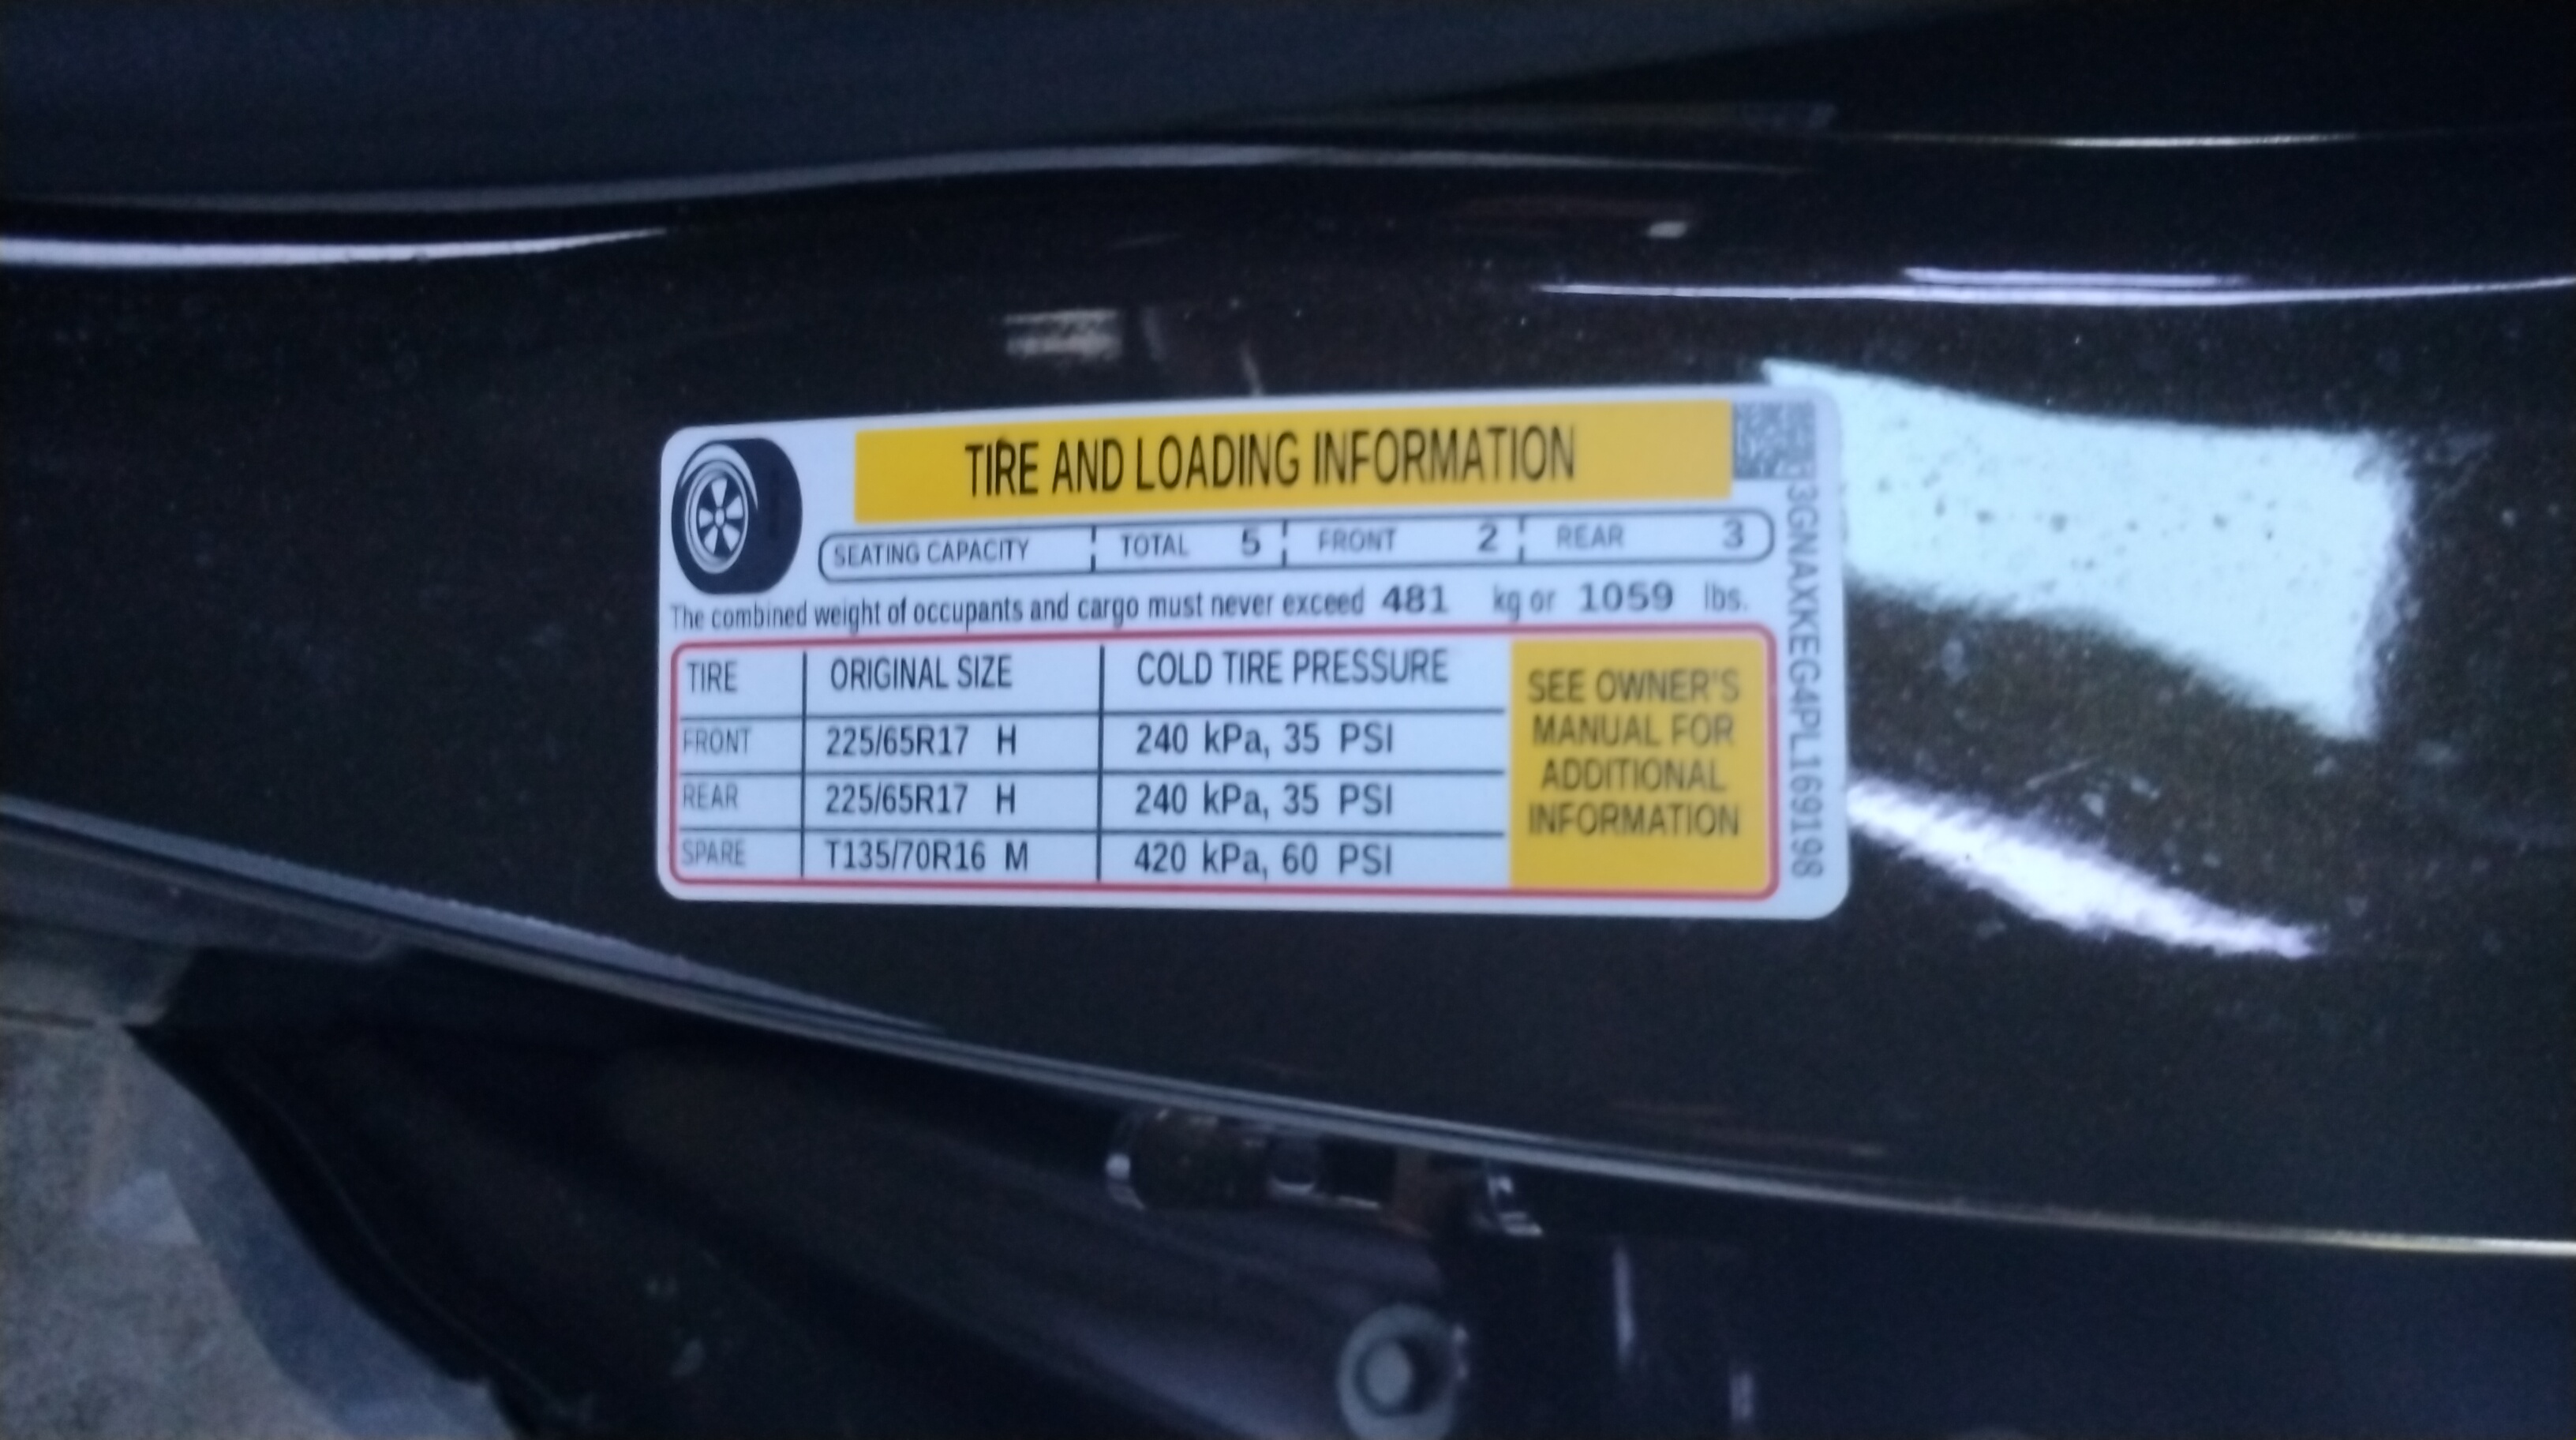 TIRE AND LOADING INFORMATION
SEATING CAPACITY TOTAL 5 FRONT 2 REAR 3
The combined weight of occupants and cargo must never exceed 481 kg or 1059 lbs.
TIRE ORIGINAL SIZE COLD TIRE PRESSURE
FRONT 225/65R17 H 240 kPa, 35 PSI
REAR 225/65R17 H 240 kPa, 35 PSI
SPARE T135/70R16 M 420 kPa, 60 PSI
SEE OWNER'S
MANUAL FOR
ADDITIONAL
INFORMATION
3GNAXKEG4PL169198